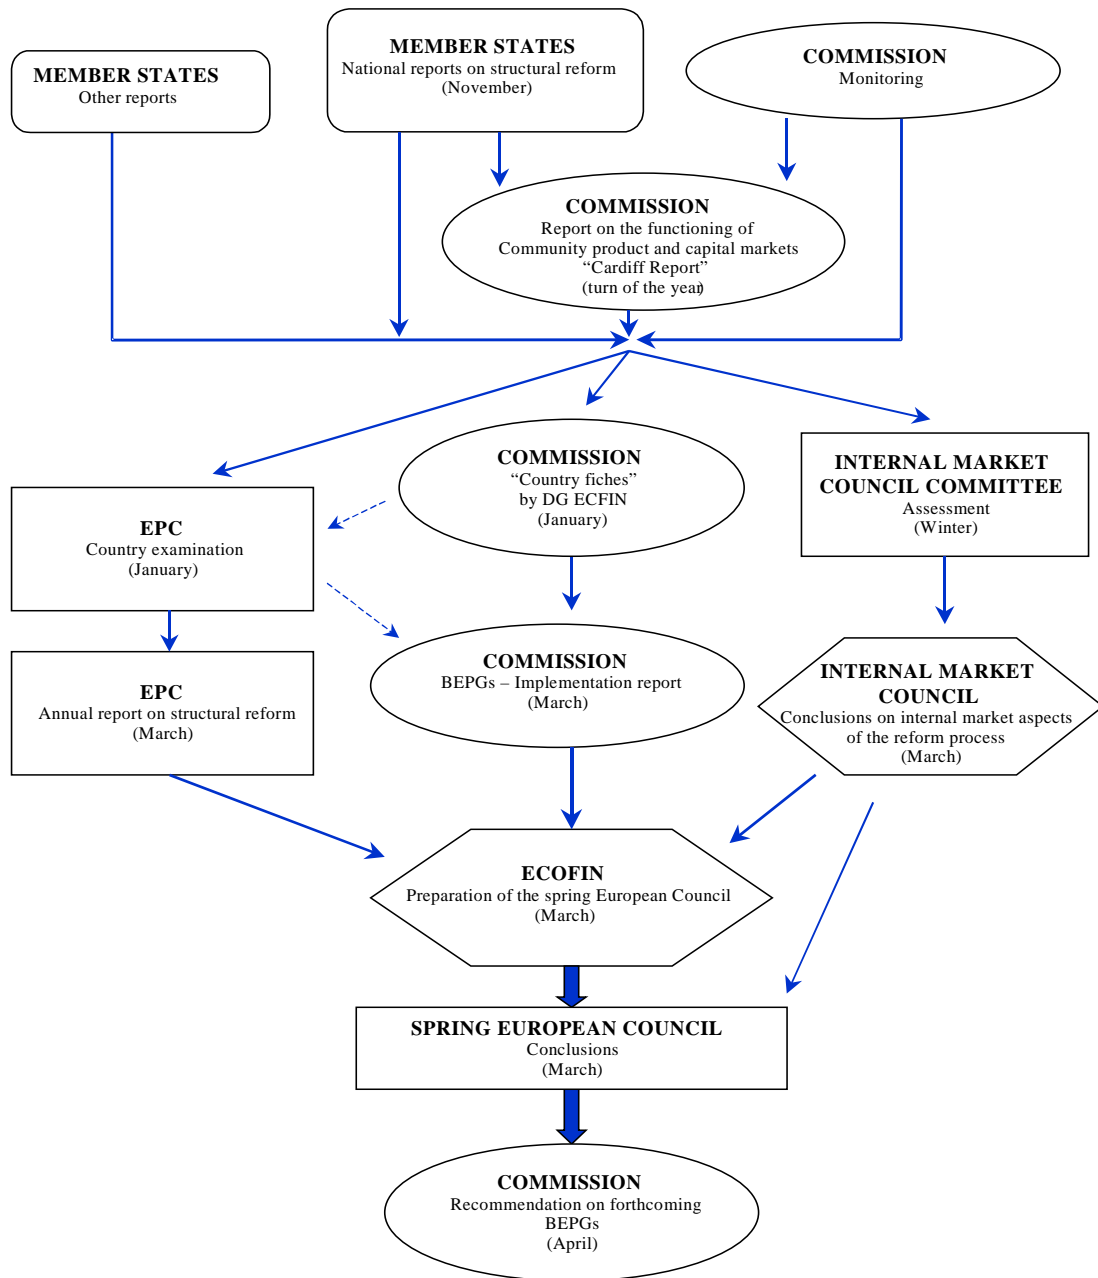 MEMBER STATES
Other reports
MEMBER STATES
National reports on structural reform
(November)
COMMISSION
Monitoring
COMMISSION
Report on the functioning of
Community product and capital markets
“Cardiff Report”
(turn of the year)
COMMISSION
“Country fiches”
by DG ECFIN
(January)
INTERNAL MARKET
COUNCIL COMMITTEE
Assessment
(Winter)
EPC
Country examination
(January)
EPC
Annual report on structural reform
(March)
COMMISSION
BEPGs – Implementation report
(March)
INTERNAL MARKET
COUNCIL
Conclusions on internal market aspects
of the reform process
(March)
ECOFIN
Preparation of the spring European Council
(March)
SPRING EUROPEAN COUNCIL
Conclusions
(March)
COMMISSION
Recommendation on forthcoming
BEPGs
(April)